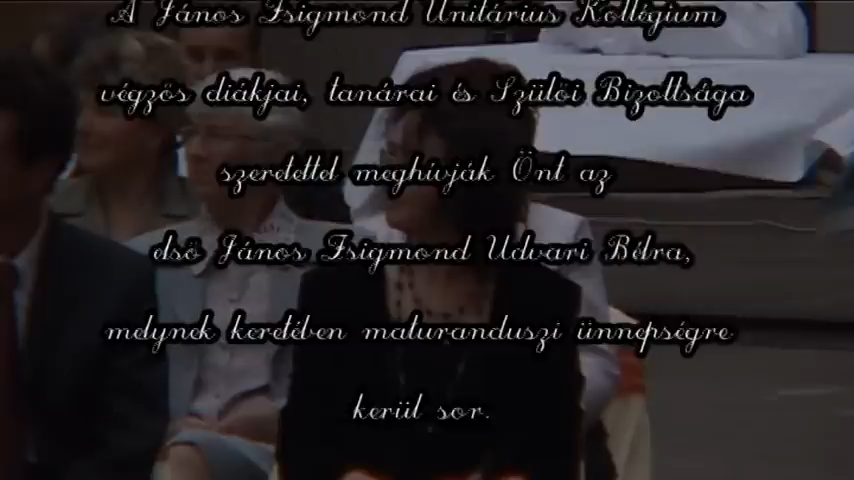 A János Zsigmond Unitárius Kollégium
végzős diákjai, tanárai és Szülői Bizottsága
szeretettel meghívják Önt az
első János Zsigmond Udvari Bálra,
melynek keretében maturanduszi ünnepségre
kerül sor.